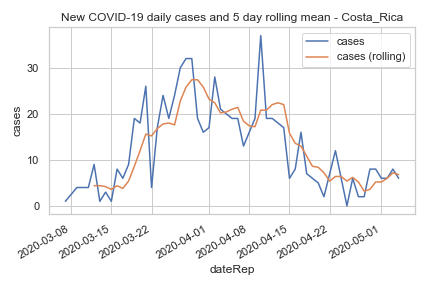 New COVID-19 daily cases and 5 day rolling mean - Costa_Rica
cases
cases (rolling)
cases
30
20
10
0
2020-03-08
2020-03-15
2020-03-22
2020-04-01
2020-04-08
2020-04-15
2020-04-22
2020-05-01
dateRep